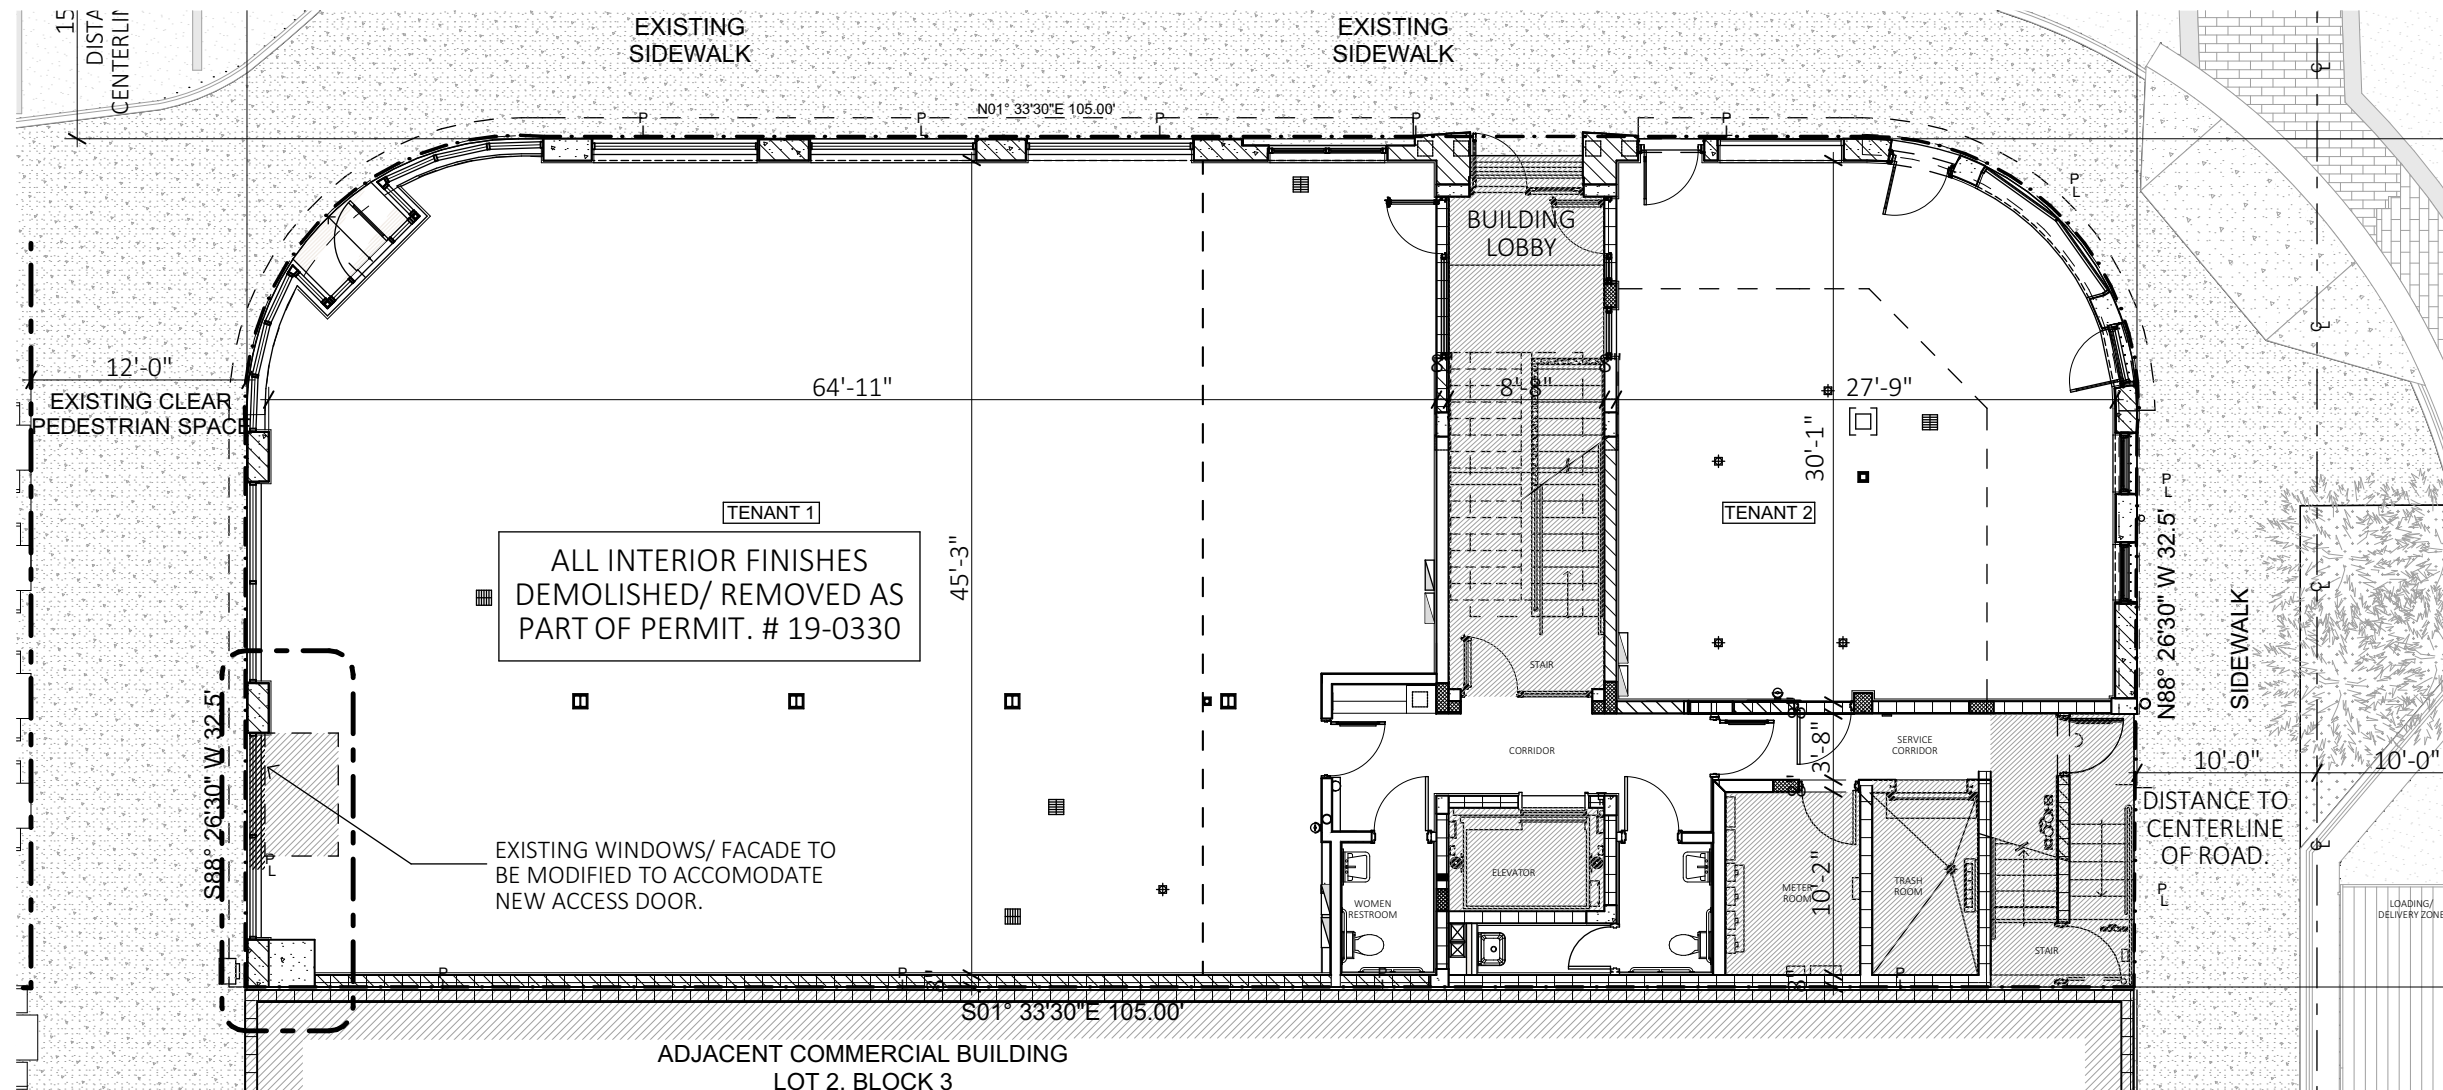 15
DISTA
CENTERLIN
EXISTING
SIDEWALK
EXISTING
SIDEWALK
N01° 33'30"E 105.00'
BUILDING
LOBBY
12'-0"
EXISTING CLEAR
PEDESTRIAN SPACE
64'-11"
8'-8"
27'-9"
30'-1"
45'-3"
TENANT 1
ALL INTERIOR FINISHES
DEMOLISHED/ REMOVED AS
PART OF PERMIT. # 19-0330
TENANT 2
STAIR
N88° 26'30" W 32.5'
SIDEWALK
S88° 26'30" W 32.5'
CORRIDOR
SERVICE
CORRIDOR
3'-8"
10'-0"
10'-0"
DISTANCE TO
CENTERLINE
OF ROAD.
EXISTING WINDOWS/ FACADE TO
BE MODIFIED TO ACCOMODATE
NEW ACCESS DOOR.
ELEVATOR
WOMEN
RESTROOM
METER
ROOM
10'-2"
TRASH
ROOM
STAIR
LOADING/
DELIVERY ZONE
S01° 33'30"E 105.00'
ADJACENT COMMERCIAL BUILDING
LOT 2, BLOCK 3